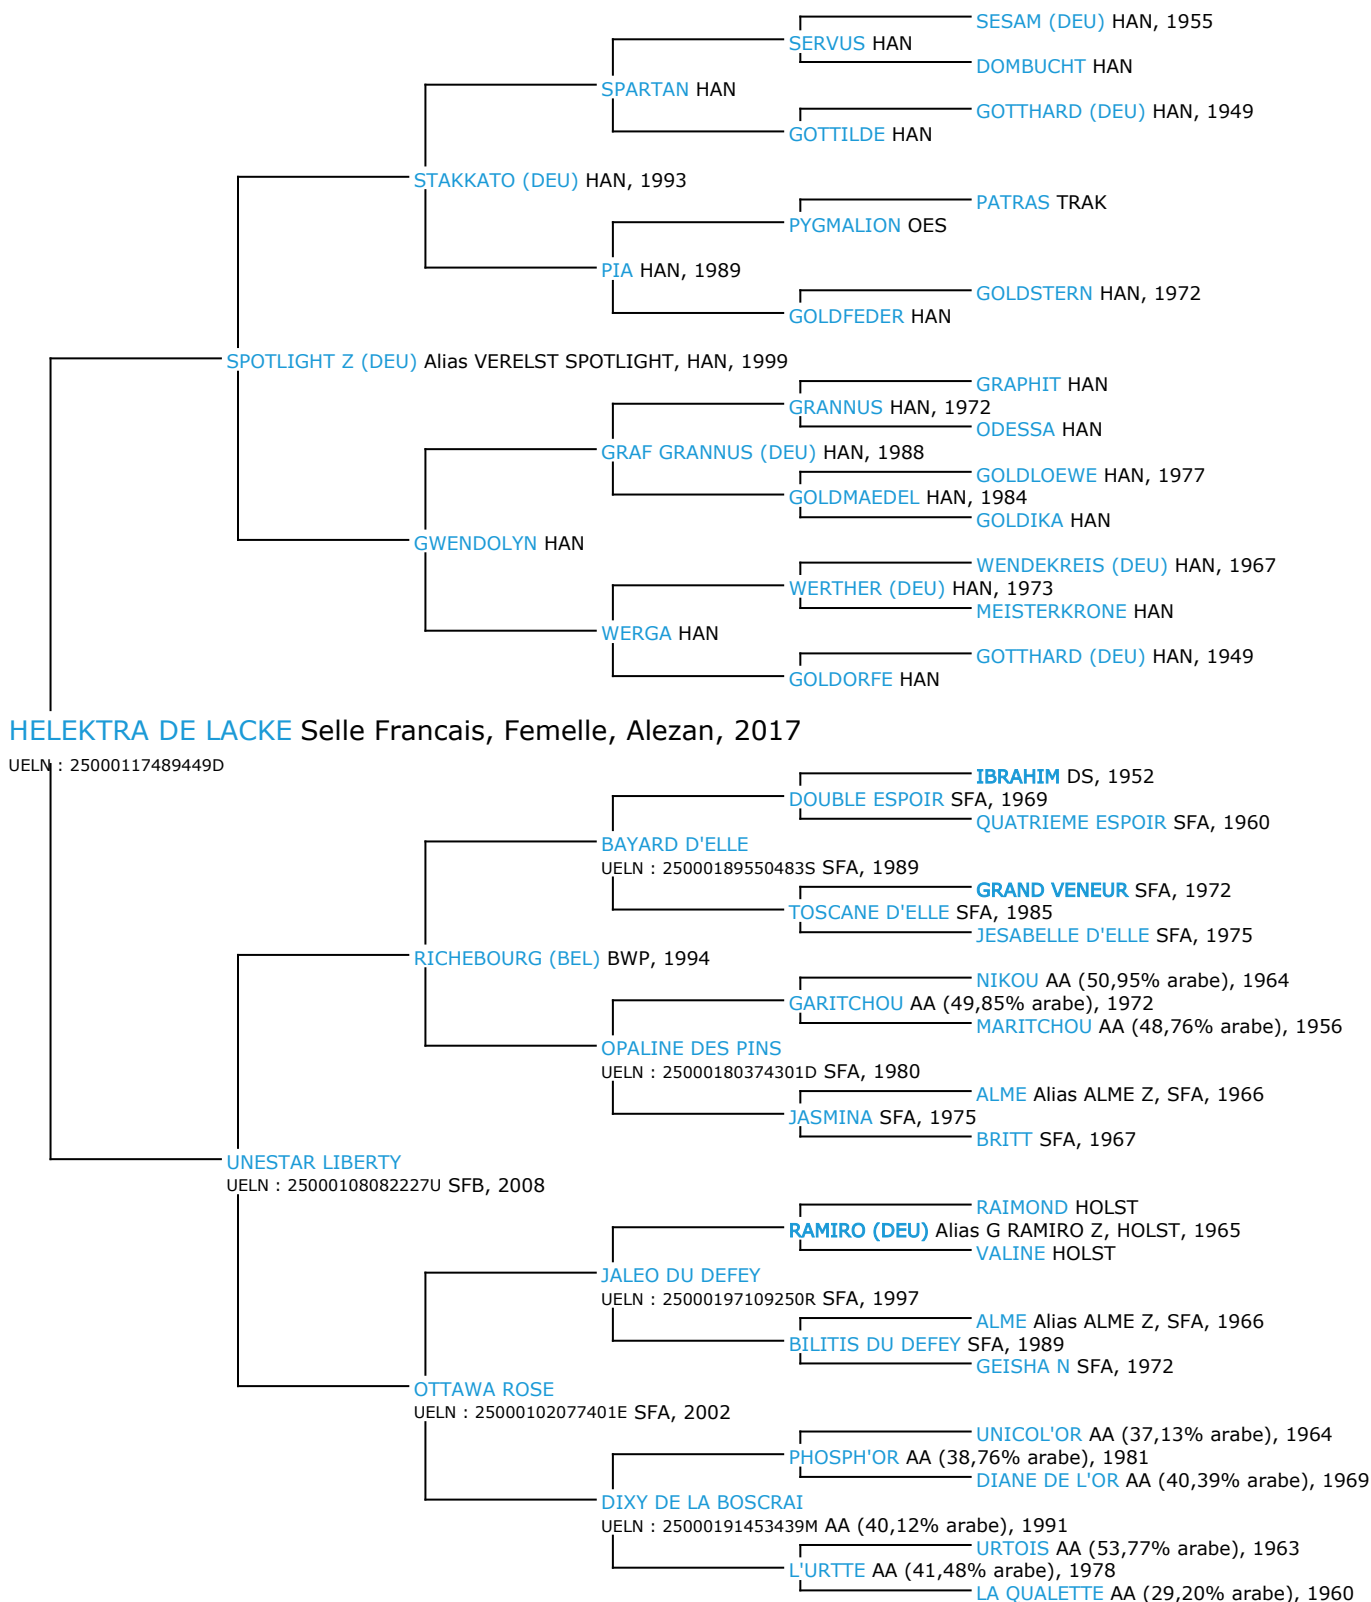 SESAM (DEU) HAN, 1955
SERVUS HAN
DOMBUCHT HAN
SPARTAN HAN
GOTTHARD (DEU) HAN, 1949
GOTTILDE HAN
STAKKATO (DEU) HAN, 1993
PATRAS TRAK
PYGMALION OES
PIA HAN, 1989
GOLDSTERN HAN, 1972
GOLDFEDER HAN
SPOTLIGHT Z (DEU) Alias VERELST SPOTLIGHT, HAN, 1999
GRAPHIT HAN
GRANNUS HAN, 1972
ODESSA HAN
GRAF GRANNUS (DEU) HAN, 1988
GOLDLOEWE HAN, 1977
GOLDMAEDEL HAN, 1984
GOLDIKA HAN
GWENDOLYN HAN
WENDEKREIS (DEU) HAN, 1967
WERTHER (DEU) HAN, 1973
MEISTERKRONE HAN
WERGA HAN
GOTTHARD (DEU) HAN, 1949
GOLDORFE HAN
HELEKTRA DE LACKE Selle Francais, Femelle, Alezan, 2017
UELN : 25000117489449D
IBRAHIM DS, 1952
DOUBLE ESPOIR SFA, 1969
QUATRIEME ESPOIR SFA, 1960
BAYARD D'ELLE
UELN : 25000189550483S SFA, 1989
GRAND VENEUR SFA, 1972
TOSCANE D'ELLE SFA, 1985
JESABELLE D'ELLE SFA, 1975
RICHEBOURG (BEL) BWP, 1994
NIKOU AA (50,95% arabe), 1964
GARITCHOU AA (49,85% arabe), 1972
MARITCHOU AA (48,76% arabe), 1956
OPALINE DES PINS
UELN : 25000180374301D SFA, 1980
ALME Alias ALME Z, SFA, 1966
JASMINA SFA, 1975
BRITT SFA, 1967
UNESTAR LIBERTY
UELN : 25000108082227U SFB, 2008
RAIMOND HOLST
RAMIRO (DEU) Alias G RAMIRO Z, HOLST, 1965
VALINE HOLST
JALEO DU DEFEY
UELN : 25000197109250R SFA, 1997
ALME Alias ALME Z, SFA, 1966
BILITIS DU DEFEY SFA, 1989
GEISHA N SFA, 1972
OTTAWA ROSE
UELN : 25000102077401E SFA, 2002
UNICOL'OR AA (37,13% arabe), 1964
PHOSPH'OR AA (38,76% arabe), 1981
DIANE DE L'OR AA (40,39% arabe), 1969
DIXY DE LA BOSCRAI
UELN : 25000191453439M AA (40,12% arabe), 1991
URTOIS AA (53,77% arabe), 1963
L'URTTE AA (41,48% arabe), 1978
LA QUALETTE AA (29,20% arabe), 1960